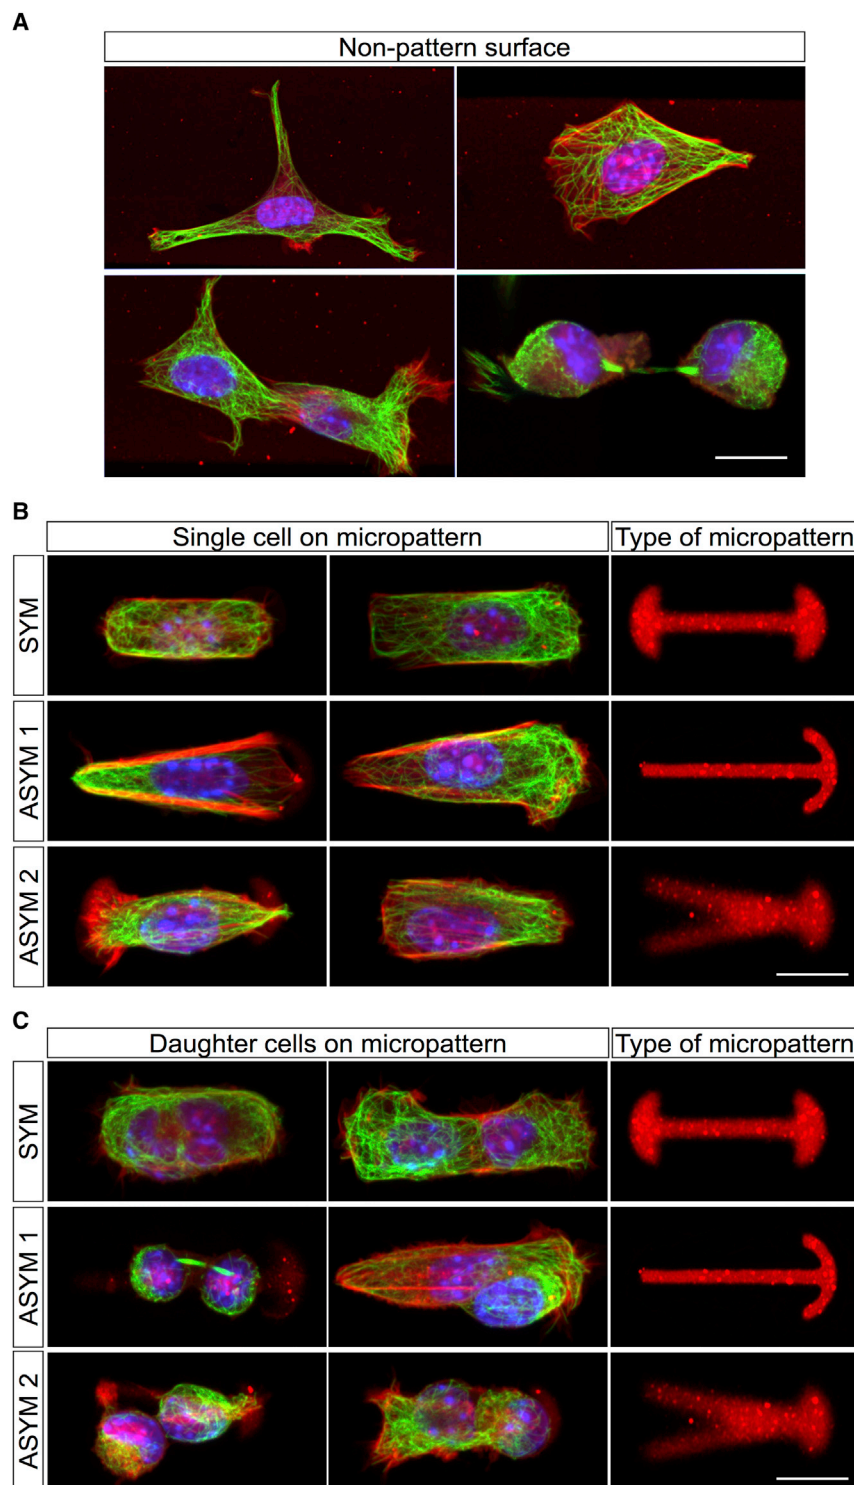 A
Non-pattern surface
B
Single cell on micropattern
Type of micropattern
SYM
ASYM 1
ASYM 2
C
Daughter cells on micropattern
Type of micropattern
SYM
ASYM 1
ASYM 2